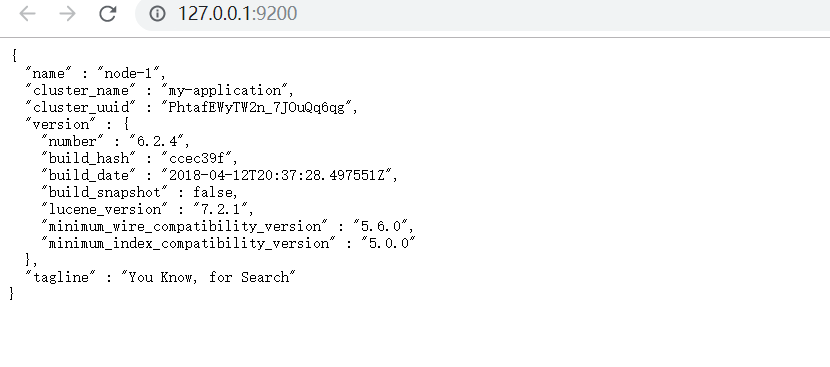 127.0.0.1:9200
{
"name" : "node-1",
"cluster_name" : "my-application",
"cluster_uuid" : "PhtafEWyTW2n_7JOuQq6qg",
"version" : {
"number" : "6.2.4",
"build_hash" : "ccec39f",
"build_date" : "2018-04-12T20:37:28.497551Z",
"build_snapshot" : false,
"lucene_version" : "7.2.1",
"minimum_wire_compatibility_version" : "5.6.0",
"minimum_index_compatibility_version" : "5.0.0"
},
"tagline" : "You Know, for Search"
}